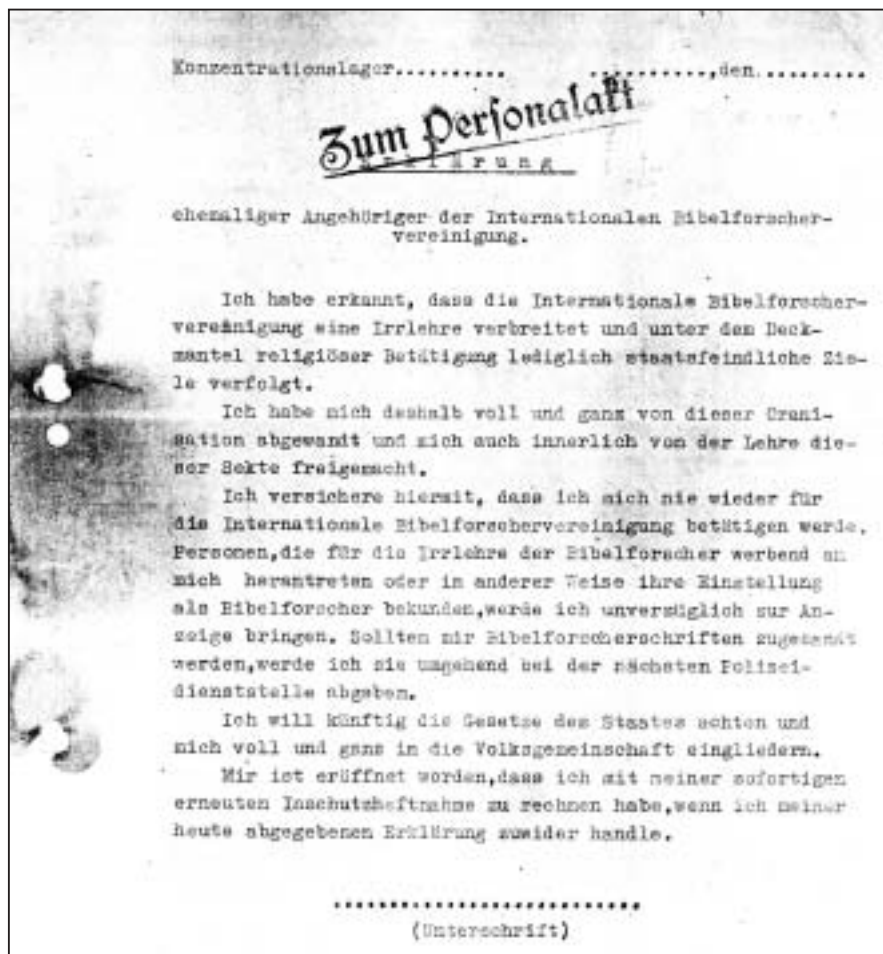 Konzentrationslager.......... ..........,den.........
Zum Personalakt
Erklärung
ehemaliger Angehöriger der Internationalen Bibelforscher-
vereinigung.
Ich habe erkannt, dass die Internationale Bibelforscher-
vereinigung eine Irrlehre verbreitet und unter dem Deck-
mantel religiöser Betätigung lediglich staatsfeindliche Zie-
le verfolgt.
Ich habe mich deshalb voll und ganz von dieser Orani-
sation abgewandt und mich auch innerlich von der Lehre die-
ser Sekte freigemacht.
Ich versichere hiermit, dass ich mich nie wieder für
die Internationale Bibelforschervereinigung betätigen werde.
Personen,die für die Irrlehre der Bibelforscher werbend an
mich herantreten oder in anderer Weise ihre Einstellung
als Bibelforscher bekunden,werde ich unverzüglich zur An-
zeige bringen. Sollten mir Bibelforscherschriften zugesandt
werden,werde ich sie umgehend bei der nächsten Polizei-
dienststelle abgeben.
Ich will künftig die Gesetze des Staates achten und
mich voll und ganz in die Volksgemeinschaft eingliedern.
Mir ist eröffnet worden,dass ich mit meiner sofortigen
erneuten Inschutzhaftnahme zu rechnen habe,wenn ich meiner
heute abgegebenen Erklärung zuwider handle.
...........................
(Unterschrift)